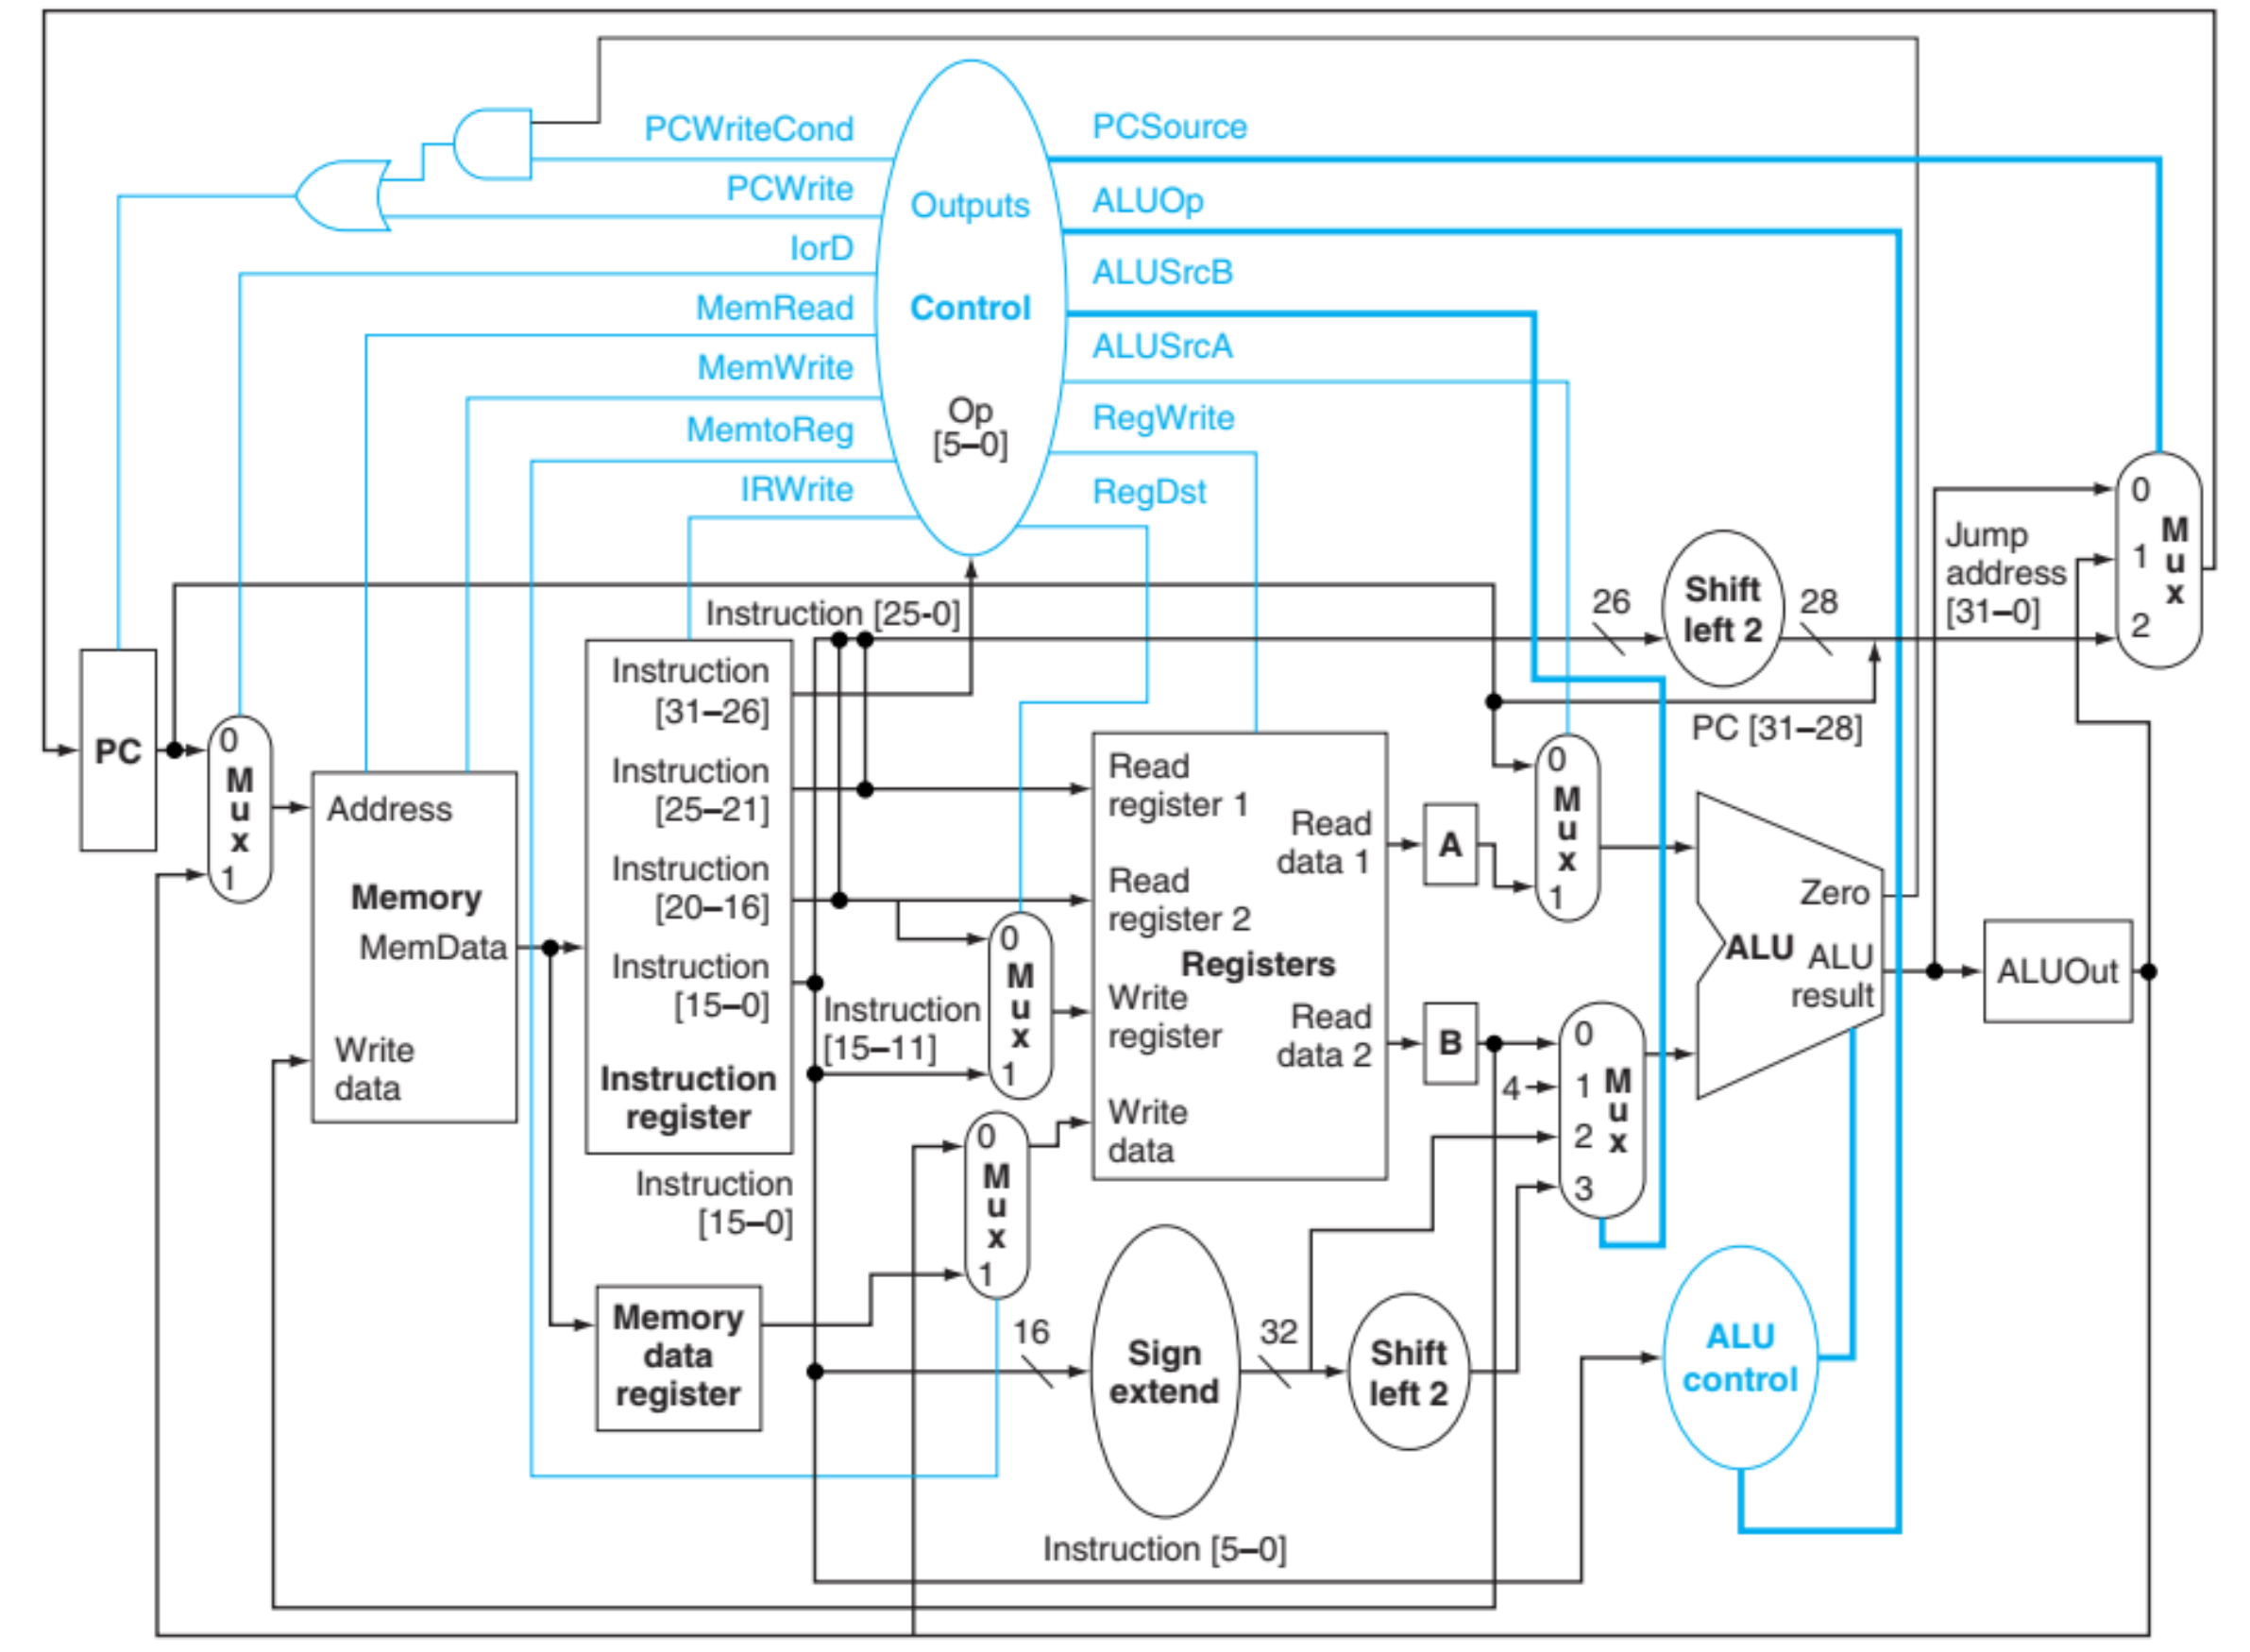 PCWriteCond
PCWrite
IorD
MemRead
MemWrite
MemtoReg
IRWrite
Outputs
Control
Op
[5–0]
PCSource
ALUOp
ALUSrcB
ALUSrcA
RegWrite
RegDst
PC
0
M
u
x
1
Address
Memory
MemData
Write
data
Instruction [25-0]
Instruction
[31–26]
Instruction
[25–21]
Instruction
[20–16]
Instruction
[15–0]
Instruction
register
Instruction
[15–0]
Memory
data
register
Instruction
[15–11]
0
M
u
x
1
0
M
u
x
1
Read
register 1
Read
register 2
Write
register
Write
data
Registers
Read
data 1
Read
data 2
16
Sign
extend
32
Shift
left 2
Instruction [5–0]
A
B
4
0
M
u
x
1
0
1
2
3
M
u
x
26
Shift
left 2
28
PC [31–28]
Jump
address
[31–0]
Zero
ALU
ALU
result
ALU
control
ALUOut
0
1
2
M
u
x